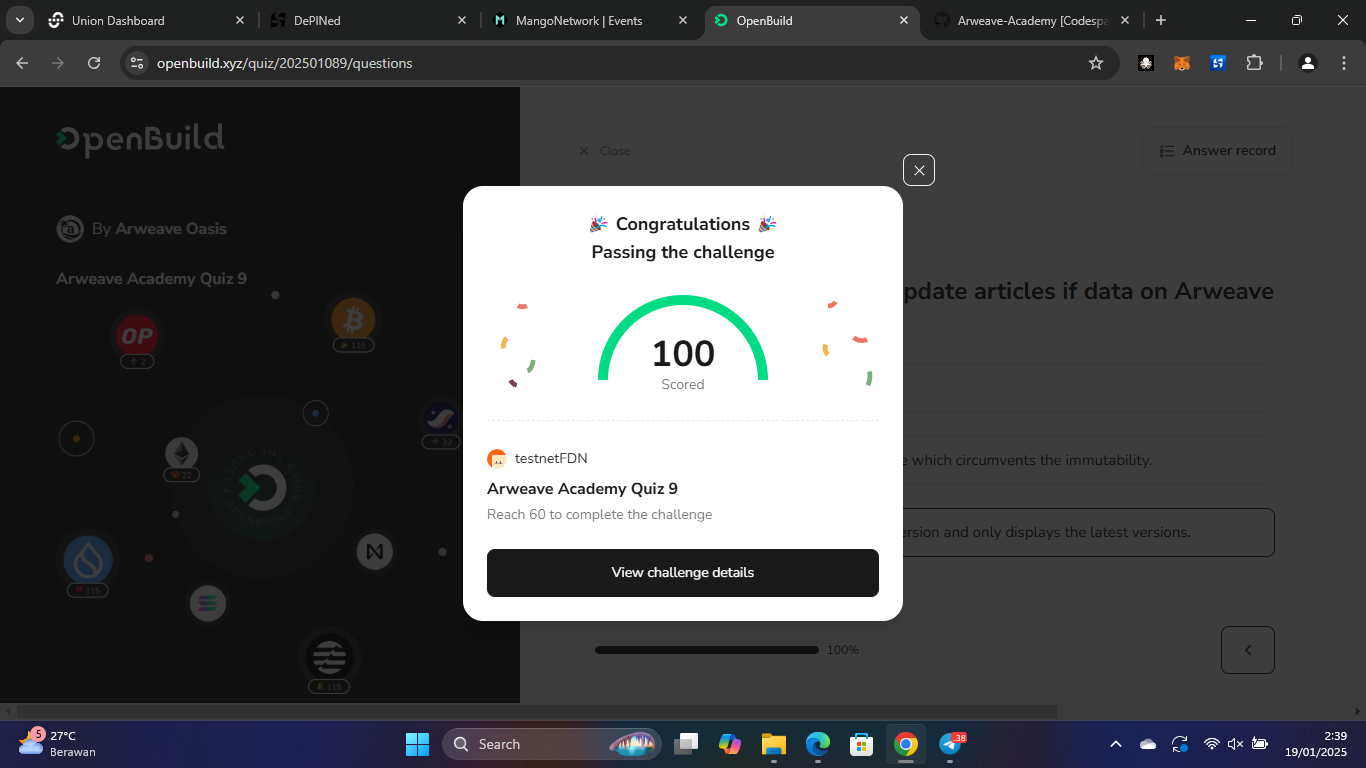 Union Dashboard
DePINed
MangoNetwork | Events
OpenBuild
Arweave-Academy [Codespa
openbuild.xyz/quiz/202501089/questions
OpenBuild
Close
Answer record
By Arweave Oasis
Arweave Academy Quiz 9
pdate articles if data on Arweave
OP
2
115
32
22
115
115
e which circumvents the immutability.
ersion and only displays the latest versions.
100%
🎉 Congratulations 🎉
Passing the challenge
100
Scored
testnetFDN
Arweave Academy Quiz 9
Reach 60 to complete the challenge
View challenge details
5
27°C
Berawan
Search
38
2:39
19/01/2025